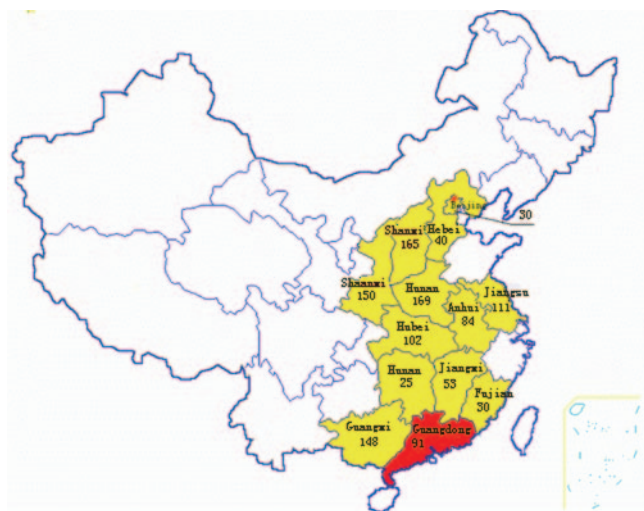 Beijing
30
Shanxi
165
Hebei
40
Shaanxi
150
Hunan
169
Jiangsu
111
Anhui
84
Hubei
102
Hunan
25
Jiangxi
53
Fujian
30
Guangxi
148
Guangdong
91